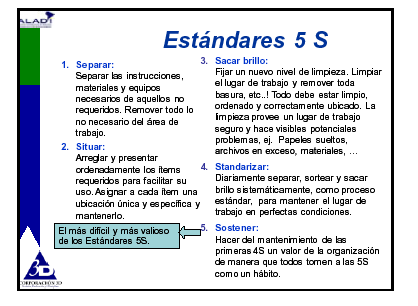 ALADI
Estándares 5 S
1. Separar:
Separar las instrucciones,
materiales y equipos
necesarios de aquellos no
requeridos. Remover todo lo
no necesario del área de
trabajo.
2. Situar:
Arreglar y presentar
ordenadamente los ítems
requeridos para facilitar su
uso. Asignar a cada ítem una
ubicación única y específica y
mantenerlo.
El más difícil y más valioso
de los Estándares 5S.
3. Sacar brillo:
Fijar un nuevo nivel de limpieza. Limpiar
el lugar de trabajo y remover toda
basura, etc..! Todo debe estar limpio,
ordenado y correctamente ubicado. La
limpieza provee un lugar de trabajo
seguro y hace visibles potenciales
problemas, ej. Papeles sueltos,
archivos en exceso, materiales, …
4. Standarizar:
Diariamente separar, sortear y sacar
brillo sistemáticamente, como proceso
estándar, para mantener el lugar de
trabajo en perfectas condiciones.
5. Sostener:
Hacer del mantenimiento de las
primeras 4S un valor de la organización
de manera que todos tomen a las 5S
como un hábito.
3D
CORPORACIÓN 3D